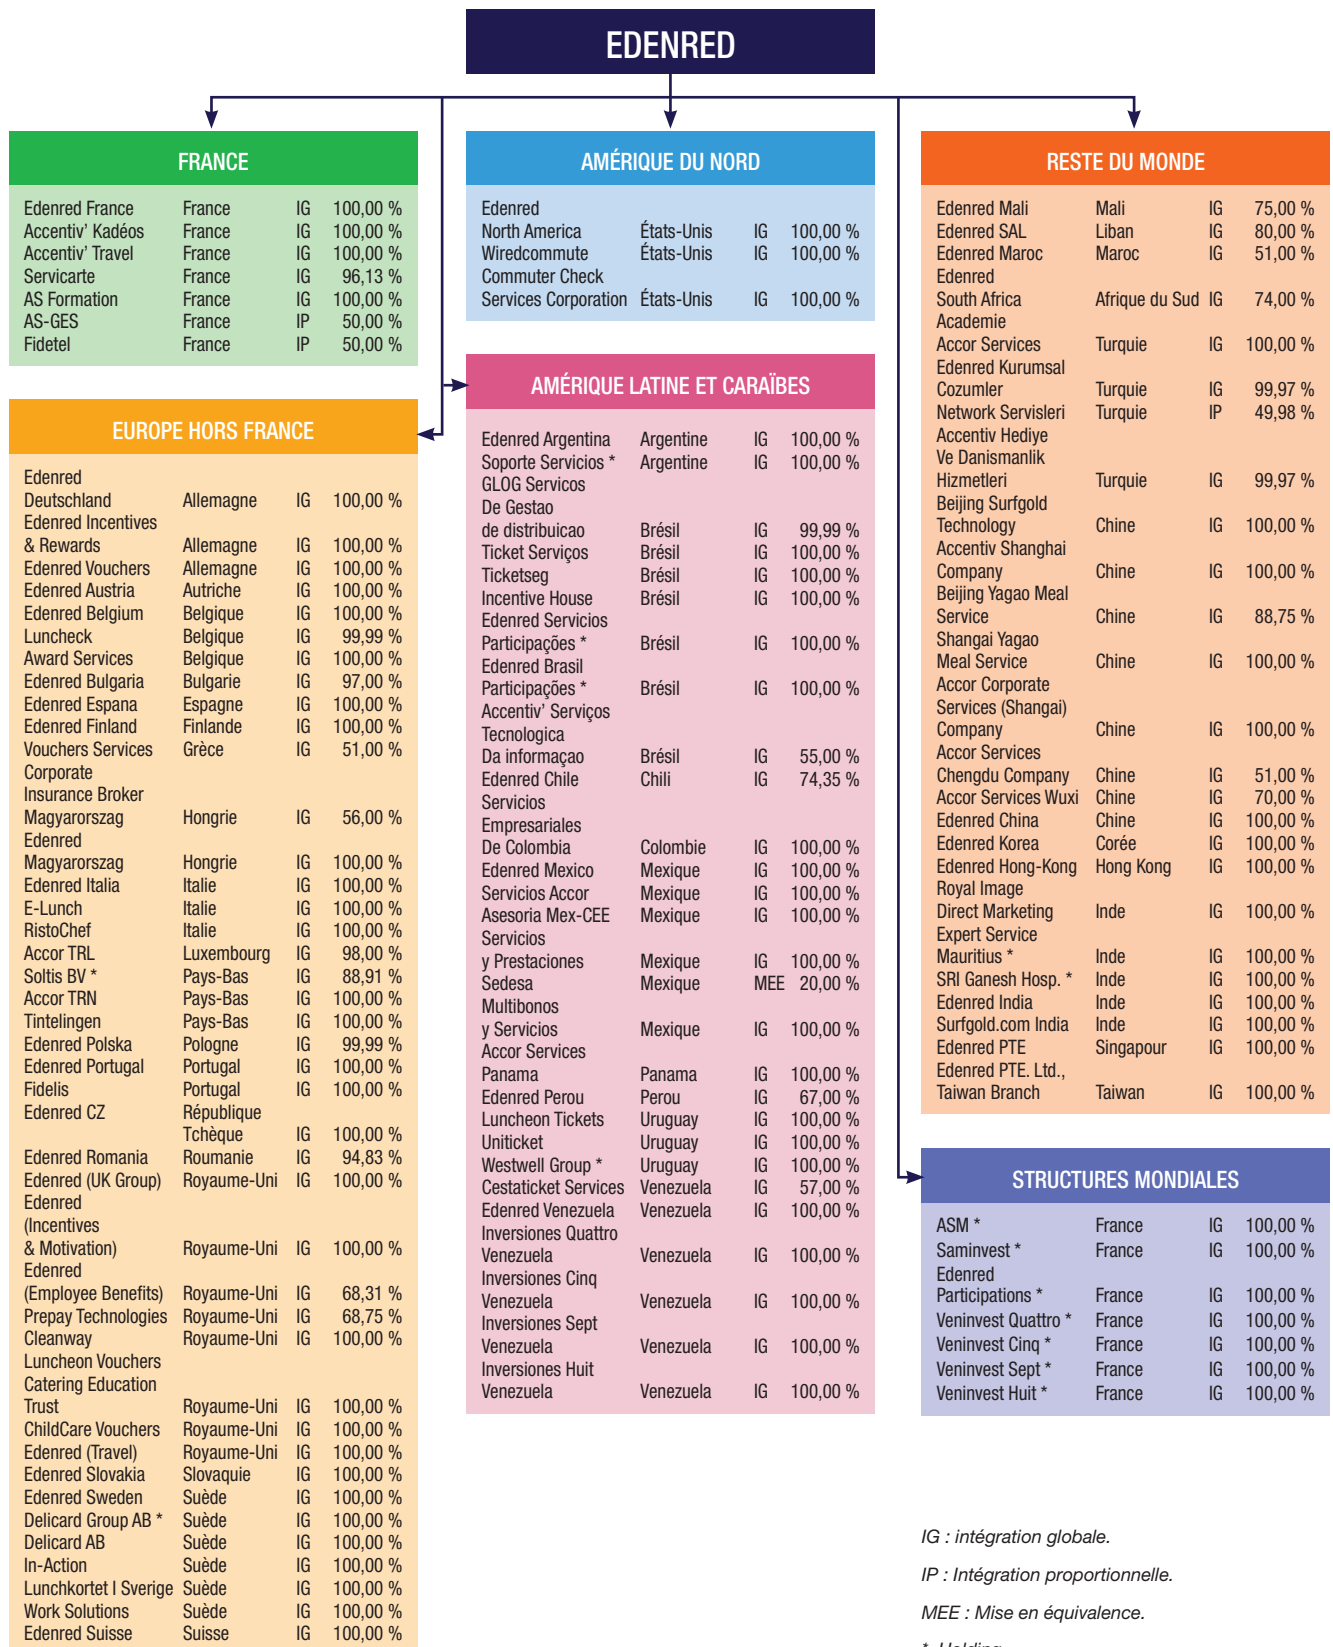 EDENRED
FRANCE
Edenred France France IG 100,00 %
Accentiv' Kadéos France IG 100,00 %
Accentiv' Travel France IG 100,00 %
Servicarte France IG 96,13 %
AS Formation France IG 100,00 %
AS-GES France IP 50,00 %
Fidetel France IP 50,00 %
EUROPE HORS FRANCE
Edenred
Deutschland Allemagne IG 100,00 %
Edenred Incentives
& Rewards Allemagne IG 100,00 %
Edenred Vouchers Allemagne IG 100,00 %
Edenred Austria Autriche IG 100,00 %
Edenred Belgium Belgique IG 100,00 %
Luncheck Belgique IG 99,99 %
Award Services Belgique IG 100,00 %
Edenred Bulgaria Bulgarie IG 97,00 %
Edenred Espana Espagne IG 100,00 %
Edenred Finland Finlande IG 100,00 %
Vouchers Services Grèce IG 51,00 %
Corporate
Insurance Broker
Magyarorszag Hongrie IG 56,00 %
Edenred
Magyarorszag Hongrie IG 100,00 %
Edenred Italia Italie IG 100,00 %
E-Lunch Italie IG 100,00 %
RistoChef Italie IG 100,00 %
Accor TRL Luxembourg IG 98,00 %
Soltis BV * Pays-Bas IG 88,91 %
Accor TRN Pays-Bas IG 100,00 %
Tintelingen Pays-Bas IG 100,00 %
Edenred Polska Pologne IG 99,99 %
Edenred Portugal Portugal IG 100,00 %
Fidelis Portugal IG 100,00 %
Edenred CZ République
Tchèque IG 100,00 %
Edenred Romania Roumanie IG 94,83 %
Edenred (UK Group) Royaume-Uni IG 100,00 %
Edenred
(Incentives
& Motivation) Royaume-Uni IG 100,00 %
Edenred
(Employee Benefits) Royaume-Uni IG 68,31 %
Prepay Technologies Royaume-Uni IG 68,75 %
Cleanway Royaume-Uni IG 100,00 %
Luncheon Vouchers
Catering Education
Trust Royaume-Uni IG 100,00 %
ChildCare Vouchers Royaume-Uni IG 100,00 %
Edenred (Travel) Royaume-Uni IG 100,00 %
Edenred Slovakia Slovaquie IG 100,00 %
Edenred Sweden Suède IG 100,00 %
Delicard Group AB * Suède IG 100,00 %
Delicard AB Suède IG 100,00 %
In-Action Suède IG 100,00 %
Lunchkortet I Sverige Suède IG 100,00 %
Work Solutions Suède IG 100,00 %
Edenred Suisse Suisse IG 100,00 %
AMÉRIQUE DU NORD
Edenred
North America États-Unis IG 100,00 %
Wiredcommute États-Unis IG 100,00 %
Commuter Check
Services Corporation États-Unis IG 100,00 %
AMÉRIQUE LATINE ET CARAÏBES
Edenred Argentina Argentine IG 100,00 %
Soporte Servicios * Argentine IG 100,00 %
GLOG Servicos
De Gestao
de distribuicao Brésil IG 99,99 %
Ticket Serviços Brésil IG 100,00 %
Ticketseg Brésil IG 100,00 %
Incentive House Brésil IG 100,00 %
Edenred Servicios
Participações * Brésil IG 100,00 %
Edenred Brasil
Participações * Brésil IG 100,00 %
Accentiv' Serviços
Tecnologica
Da informaçao Brésil IG 55,00 %
Edenred Chile Chili IG 74,35 %
Servicios
Empresariales
De Colombia Colombie IG 100,00 %
Edenred Mexico Mexique IG 100,00 %
Servicios Accor Mexique IG 100,00 %
Asesoria Mex-CEE Mexique IG 100,00 %
Servicios
y Prestaciones Mexique IG 100,00 %
Sedesa Mexique MEE 20,00 %
Multibonos
y Servicios Mexique IG 100,00 %
Accor Services
Panama Panama IG 100,00 %
Edenred Perou Perou IG 67,00 %
Luncheon Tickets Uruguay IG 100,00 %
Uniticket Uruguay IG 100,00 %
Westwell Group * Uruguay IG 100,00 %
Cestaticket Services Venezuela IG 57,00 %
Edenred Venezuela Venezuela IG 100,00 %
Inversiones Quattro
Venezuela Venezuela IG 100,00 %
Inversiones Cinq
Venezuela Venezuela IG 100,00 %
Inversiones Sept
Venezuela Venezuela IG 100,00 %
Inversiones Huit
Venezuela Venezuela IG 100,00 %
RESTE DU MONDE
Edenred Mali Mali IG 75,00 %
Edenred SAL Liban IG 80,00 %
Edenred Maroc Maroc IG 51,00 %
Edenred
South Africa Afrique du Sud IG 74,00 %
Academie
Accor Services Turquie IG 100,00 %
Edenred Kurumsal
Cozumler Turquie IG 99,97 %
Network Servisleri Turquie IP 49,98 %
Accentiv Hediye
Ve Danismanlik
Hizmetleri Turquie IG 99,97 %
Beijing Surfgold
Technology Chine IG 100,00 %
Accentiv Shanghai
Company Chine IG 100,00 %
Beijing Yagao Meal
Service Chine IG 88,75 %
Shangai Yagao
Meal Service Chine IG 100,00 %
Accor Corporate
Services (Shangai)
Company Chine IG 100,00 %
Accor Services
Chengdu Company Chine IG 51,00 %
Accor Services Wuxi Chine IG 70,00 %
Edenred China Chine IG 100,00 %
Edenred Korea Corée IG 100,00 %
Edenred Hong-Kong Hong Kong IG 100,00 %
Royal Image
Direct Marketing Inde IG 100,00 %
Expert Service
Mauritius * Inde IG 100,00 %
SRI Ganesh Hosp. * Inde IG 100,00 %
Edenred India Inde IG 100,00 %
Surfgold.com India Inde IG 100,00 %
Edenred PTE Singapour IG 100,00 %
Edenred PTE. Ltd.,
Taiwan Branch Taiwan IG 100,00 %
STRUCTURES MONDIALES
ASM * France IG 100,00 %
Saminvest * France IG 100,00 %
Edenred
Participations * France IG 100,00 %
Veninvest Quattro * France IG 100,00 %
Veninvest Cinq * France IG 100,00 %
Veninvest Sept * France IG 100,00 %
Veninvest Huit * France IG 100,00 %
IG : intégration globale.
IP : Intégration proportionnelle.
MEE : Mise en équivalence.
* Holding